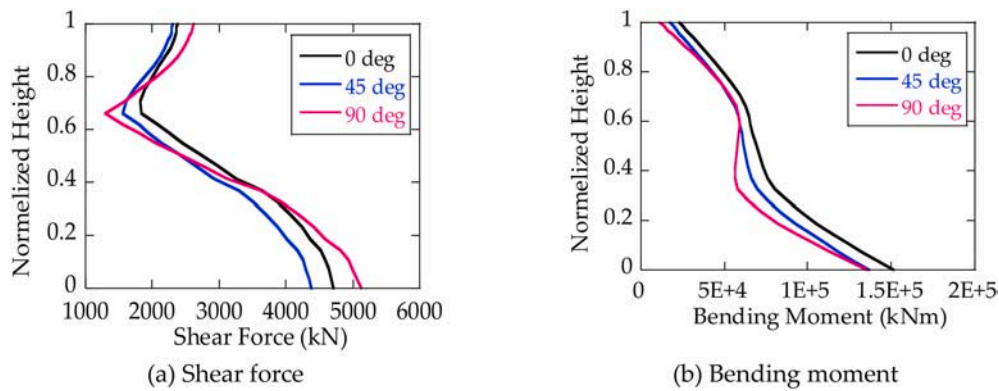 1
0.8
0.6
0.4
0.2
0
Normelized Height
0 deg
45 deg
90 deg
1000 2000 3000 4000 5000 6000
Shear Force (kN)
(a) Shear force
1
0.8
0.6
0.4
0.2
0
Normelized Height
0 deg
45 deg
90 deg
0 5E+4 1E+5 1.5E+5 2E+5
Bending Moment (kNm)
(b) Bending moment